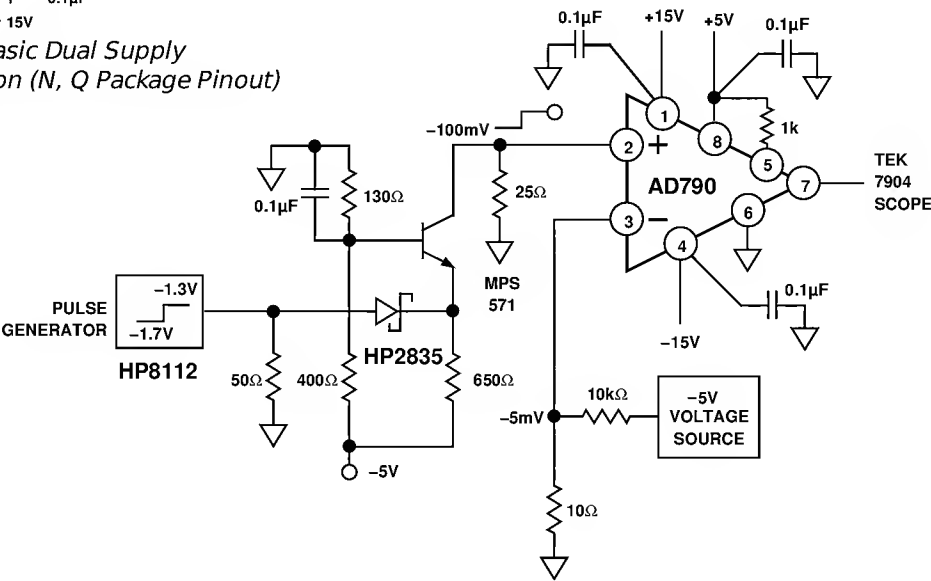 0.1µF
15V
asic Dual Supply
on (N, Q Package Pinout)
0.1µF
+15V
+5V
0.1µF
–100mV
1
8
1k
5
2
+
AD790
7
TEK
7904
SCOPE
3
–
6
4
0.1µF
130Ω
25Ω
MPS
571
0.1µF
–15V
PULSE
GENERATOR
–1.3V
–1.7V
HP8112
HP2835
50Ω
400Ω
650Ω
–5V
10kΩ
–5mV
–5V
VOLTAGE
SOURCE
10Ω